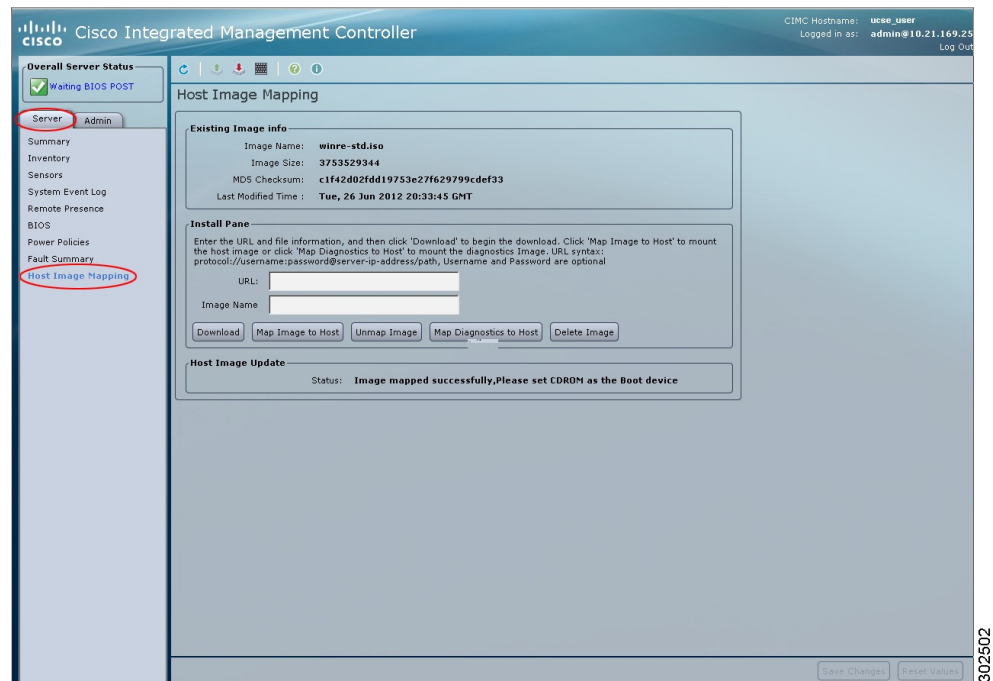 CISCO Cisco Integrated Management Controller
CIMC Hostname: ucse_user
Logged in as: admin@10.21.169.25
Log Out
Overall Server Status
Waiting BIOS POST
Server Admin
Summary
Inventory
Sensors
System Event Log
Remote Presence
BIOS
Power Policies
Fault Summary
Host Image Mapping
Host Image Mapping
Existing Image info
Image Name: winre-std.iso
Image Size: 3753529344
MD5 Checksum: c1f42d02fdd19753e27f629799cdef33
Last Modified Time : Tue, 26 Jun 2012 20:33:45 GMT
Install Pane
Enter the URL and file information, and then click 'Download' to begin the download. Click 'Map Image to Host' to mount
the host image or click 'Map Diagnostics to Host' to mount the diagnostics Image. URL syntax:
protocol://username:password@server-ip-address/path, Username and Password are optional
URL:
Image Name
Download Map Image to Host Unmap Image Map Diagnostics to Host Delete Image
Host Image Update
Status: Image mapped successfully,Please set CDROM as the Boot device
Save Changes Reset Values
302502